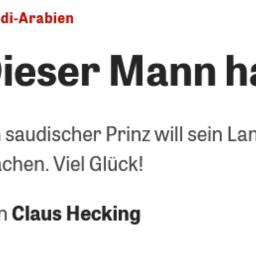 di-Arabien
Dieser Mann ha
saudischer Prinz will sein Lan
achen. Viel Glück!
n Claus Hecking